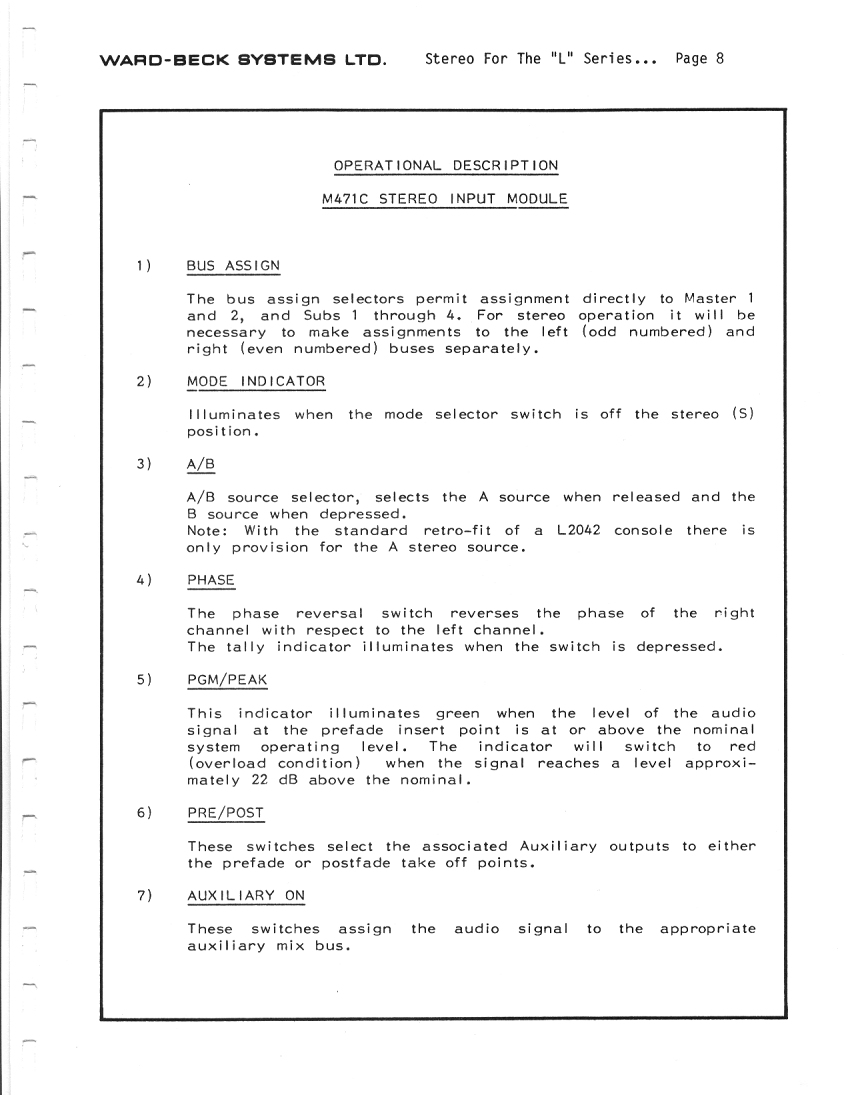 WARD-BECK SYSTEMS LTD. Stereo For The "L" Series... Page 8
OPERATIONAL DESCRIPTION
M471C STEREO INPUT MODULE
1) BUS ASSIGN
The bus assign selectors permit assignment directly to Master 1
and 2, and Subs 1 through 4. For stereo operation it will be
necessary to make assignments to the left (odd numbered) and
right (even numbered) buses separately.
2) MODE INDICATOR
Illuminates when the mode selector switch is off the stereo (S)
position.
3) A/B
A/B source selector, selects the A source when released and the
B source when depressed.
Note: With the standard retro-fit of a L2042 console there is
only provision for the A stereo source.
4) PHASE
The phase reversal switch reverses the phase of the right
channel with respect to the left channel.
The tally indicator illuminates when the switch is depressed.
5) PGM/PEAK
This indicator illuminates green when the level of the audio
signal at the prefade insert point is at or above the nominal
system operating level. The indicator will switch to red
(overload condition) when the signal reaches a level approxi-
mately 22 dB above the nominal.
6) PRE/POST
These switches select the associated Auxiliary outputs to either
the prefade or postfade take off points.
7) AUXILIARY ON
These switches assign the audio signal to the appropriate
auxiliary mix bus.